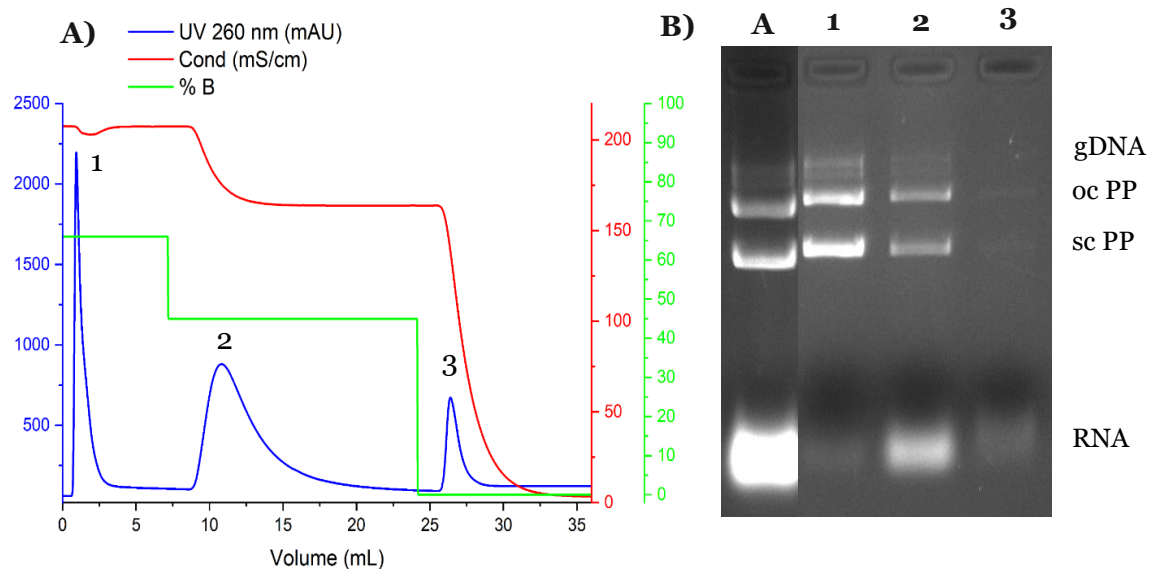 A)
UV 260 nm (mAU)
Cond (mS/cm)
% B
2500
2000
1500
1000
500
200
150
100
50
0
100
90
80
70
60
50
40
30
20
10
0
1
2
3
0 5 10 15 20 25 30 35
Volume (mL)
B)
A 1 2 3
gDNA
oc PP
sc PP
RNA